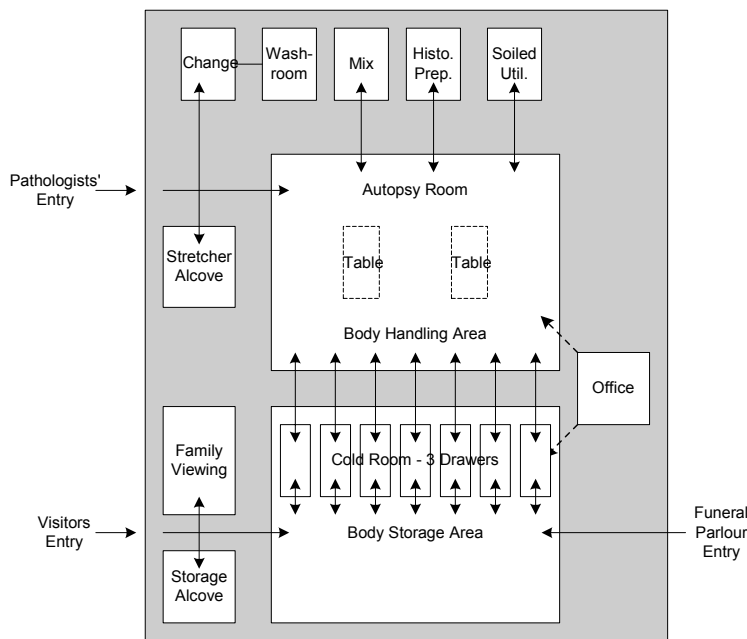 Change
Wash-
room
Mix
Histo.
Prep.
Soiled
Util.
Pathologists'
Entry
Autopsy Room
Stretcher
Alcove
Table
Table
Body Handling Area
Office
Family
Viewing
Cold Room - 3 Drawers
Visitors
Entry
Body Storage Area
Funeral
Parlour
Entry
Storage
Alcove